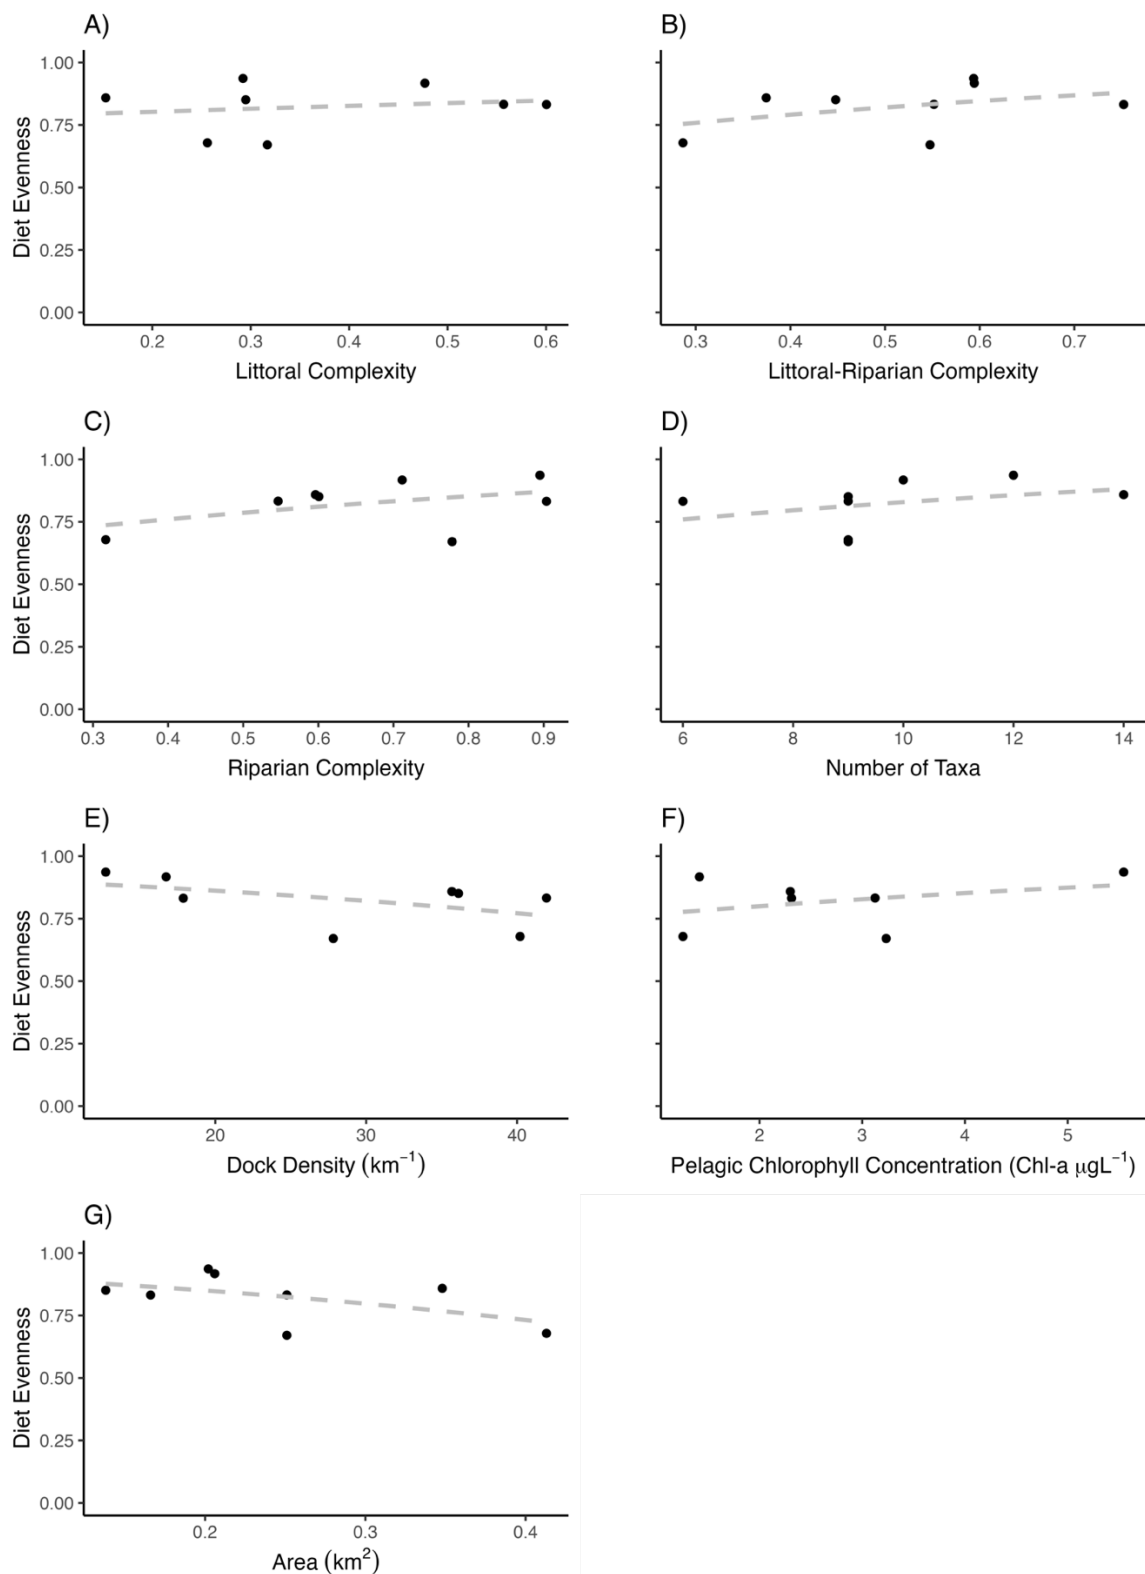 A)
1.00
0.75
0.50
0.25
0.00
Diet Evenness
0.2 0.3 0.4 0.5 0.6
Littoral Complexity
B)
0.3 0.4 0.5 0.6 0.7
Littoral-Riparian Complexity
C)
1.00
0.75
0.50
0.25
0.00
Diet Evenness
0.3 0.4 0.5 0.6 0.7 0.8 0.9
Riparian Complexity
D)
6 8 10 12 14
Number of Taxa
E)
1.00
0.75
0.50
0.25
0.00
Diet Evenness
20 30 40
Dock Density (km⁻¹)
F)
2 3 4 5
Pelagic Chlorophyll Concentration (Chl-a μgL⁻¹)
G)
1.00
0.75
0.50
0.25
0.00
Diet Evenness
0.2 0.3 0.4
Area (km²)